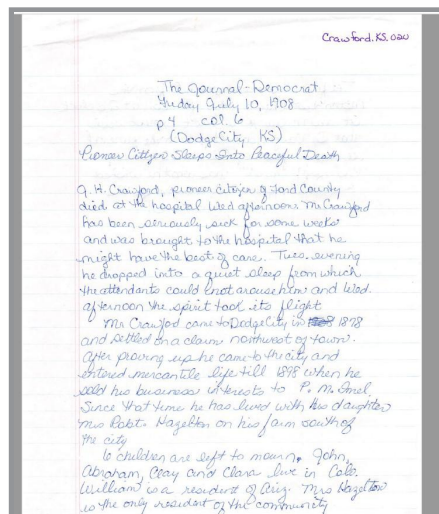 Crawford.KS.020
The Journal-Democrat
Friday July 10, 1908
p 4 col. 6
(Dodge City KS)
Pioneer Citizen Sleeps Into Peaceful Death
G. H. Crawford, pioneer citizen of Ford County
died at the hospital Wed afternoon. Mr Crawford
has been seriously sick for some weeks
and was brought to the hospital that he
might have the best of care. Tues. evening
he dropped into a quiet sleep from which
the attendants could not arouse him and Wed.
afternoon the spirit took its flight
Mr Crawford came to Dodge City in 1878
and settled on a claim northwest of town.
After proving up he came to the city and
entered mercantile life till 1898 when he
sold his business interests to P. M. Imel.
Since that time he has lived with his daughter
Mrs Robt. Hazelton on his farm south of
the city
6 children are left to mourn, John,
Abraham, Clay and Clara live in Colo.
William is a resident of Ariz. Mrs Hazelton
is the only resident of the community